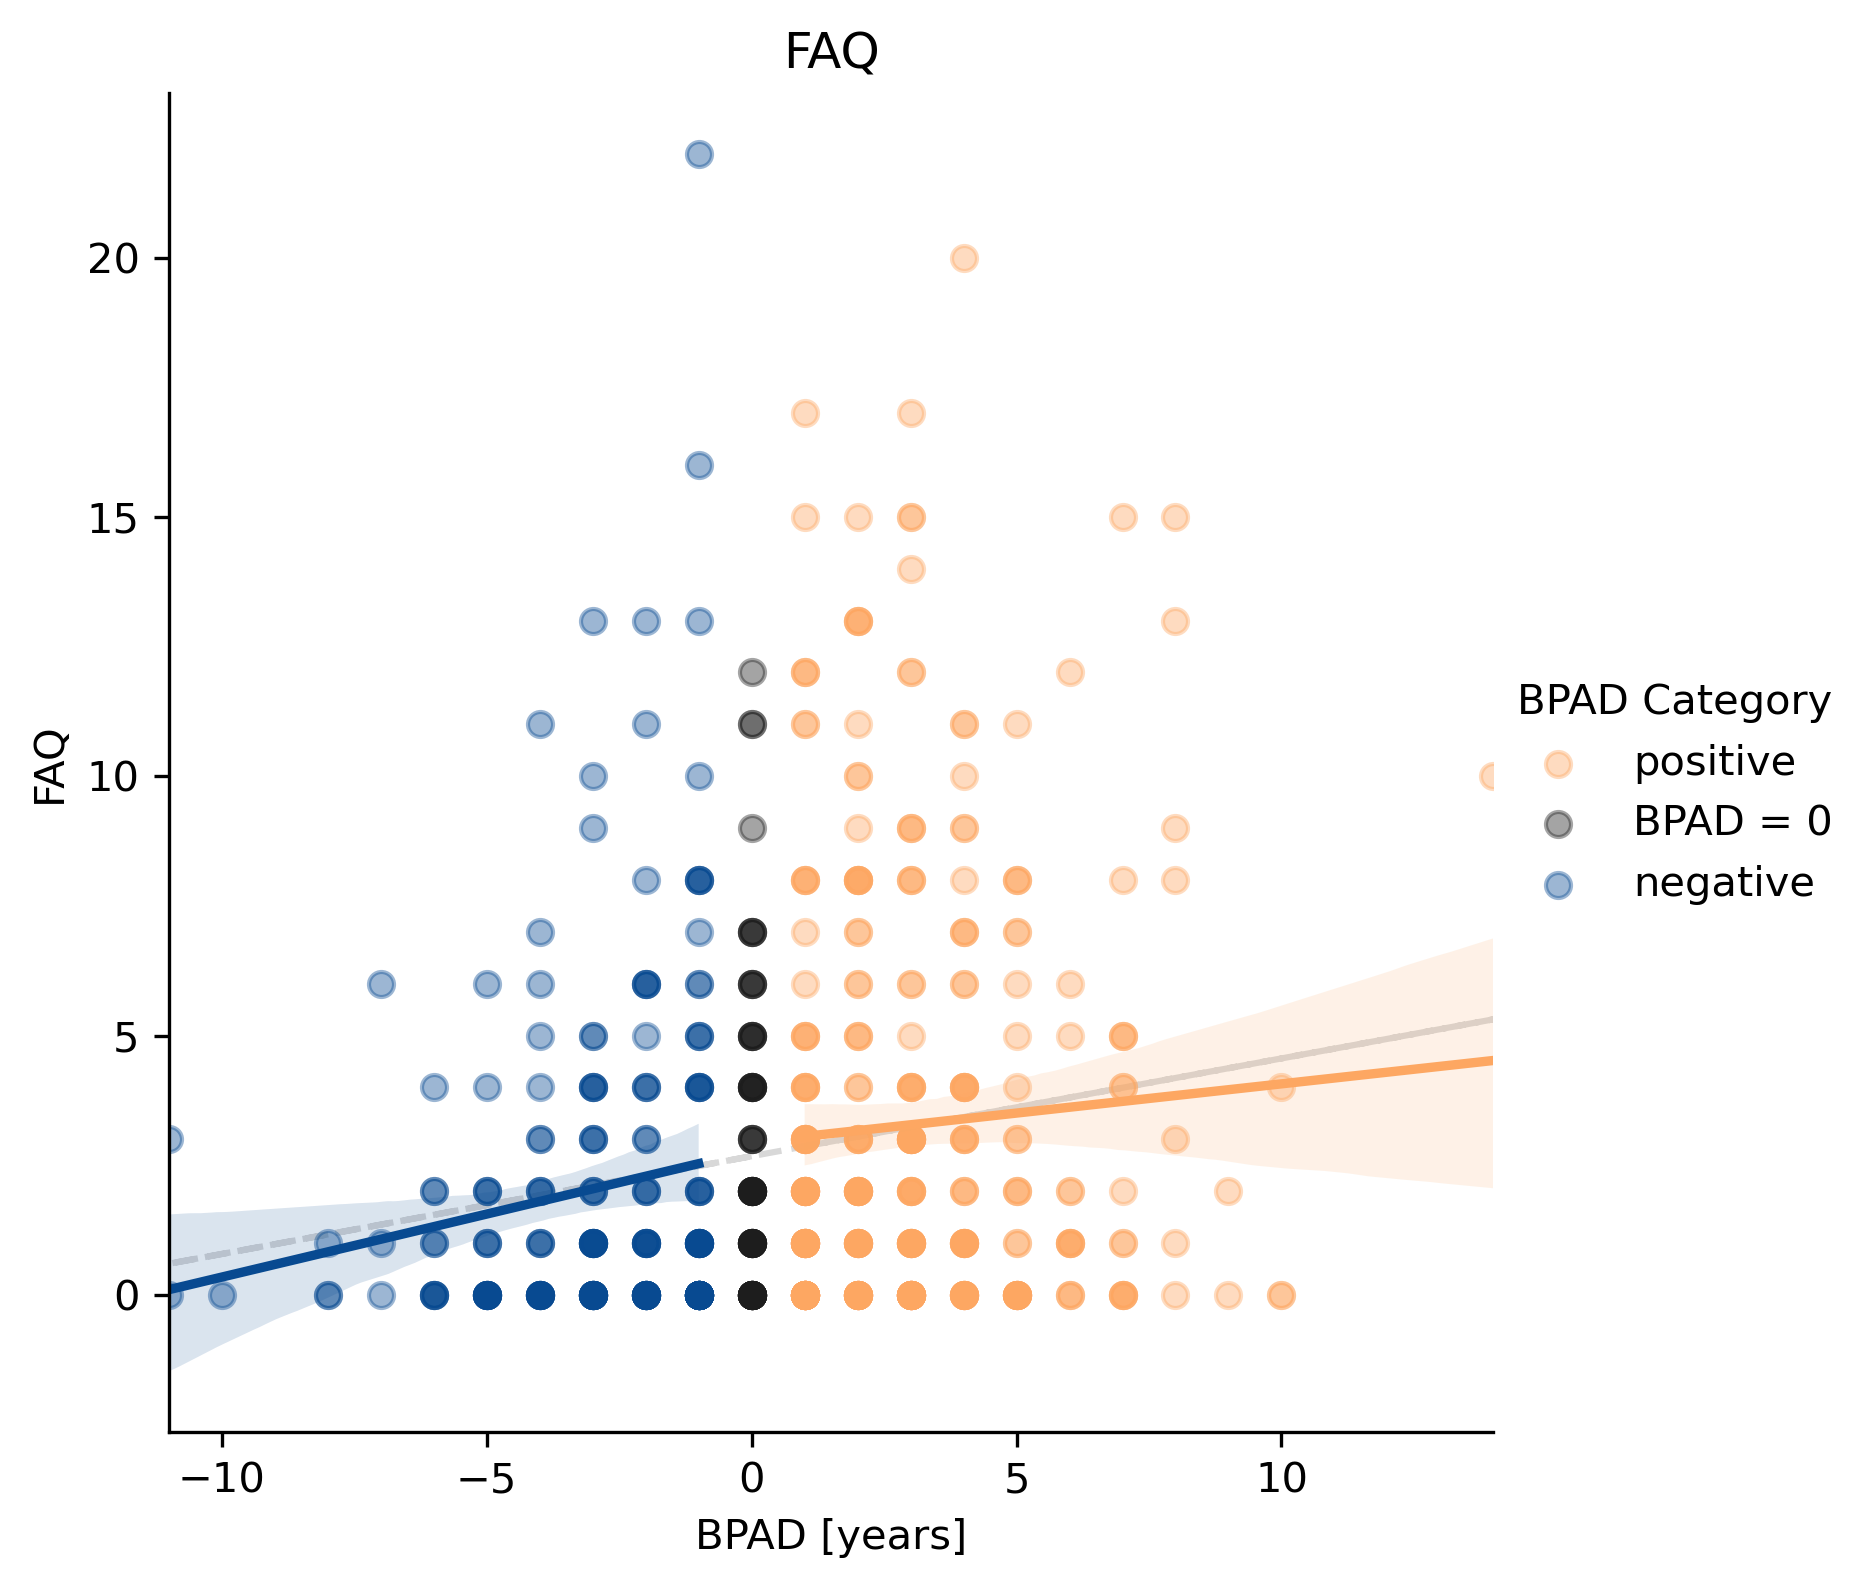 FAQ
20
15
10
5
0
FAQ
−10
−5
0
5
10
BPAD [years]
BPAD Category
positive
BPAD = 0
negative